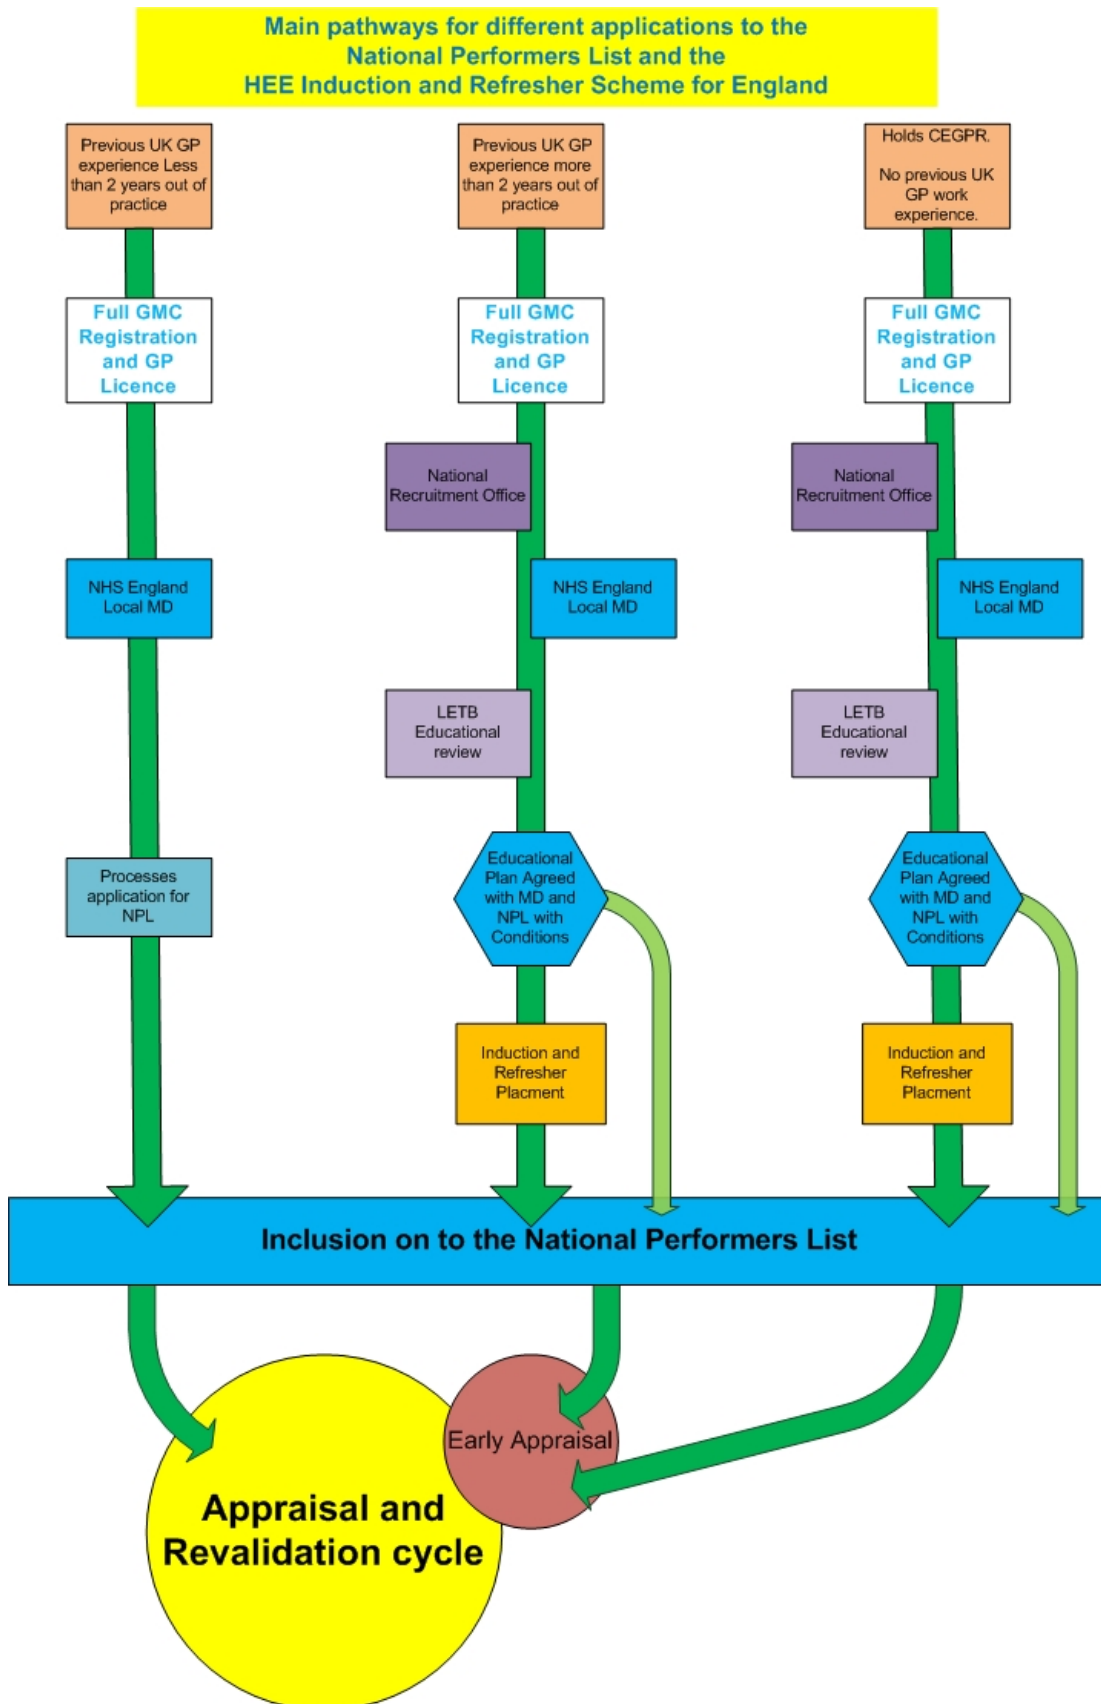 Main pathways for different applications to the
National Performers List and the
HEE Induction and Refresher Scheme for England
Previous UK GP
experience Less
than 2 years out of
practice
Previous UK GP
experience more
than 2 years out of
practice
Holds CEGPR.
No previous UK
GP work
experience.
Full GMC
Registration
and GP
Licence
Full GMC
Registration
and GP
Licence
Full GMC
Registration
and GP
Licence
National
Recruitment Office
National
Recruitment Office
NHS England
Local MD
NHS England
Local MD
NHS England
Local MD
LETB
Educational
review
LETB
Educational
review
Processes
application for
NPL
Educational
Plan Agreed
with MD and
NPL with
Conditions
Educational
Plan Agreed
with MD and
NPL with
Conditions
Induction and
Refresher
Placment
Induction and
Refresher
Placment
Inclusion on to the National Performers List
Early Appraisal
Appraisal and
Revalidation cycle